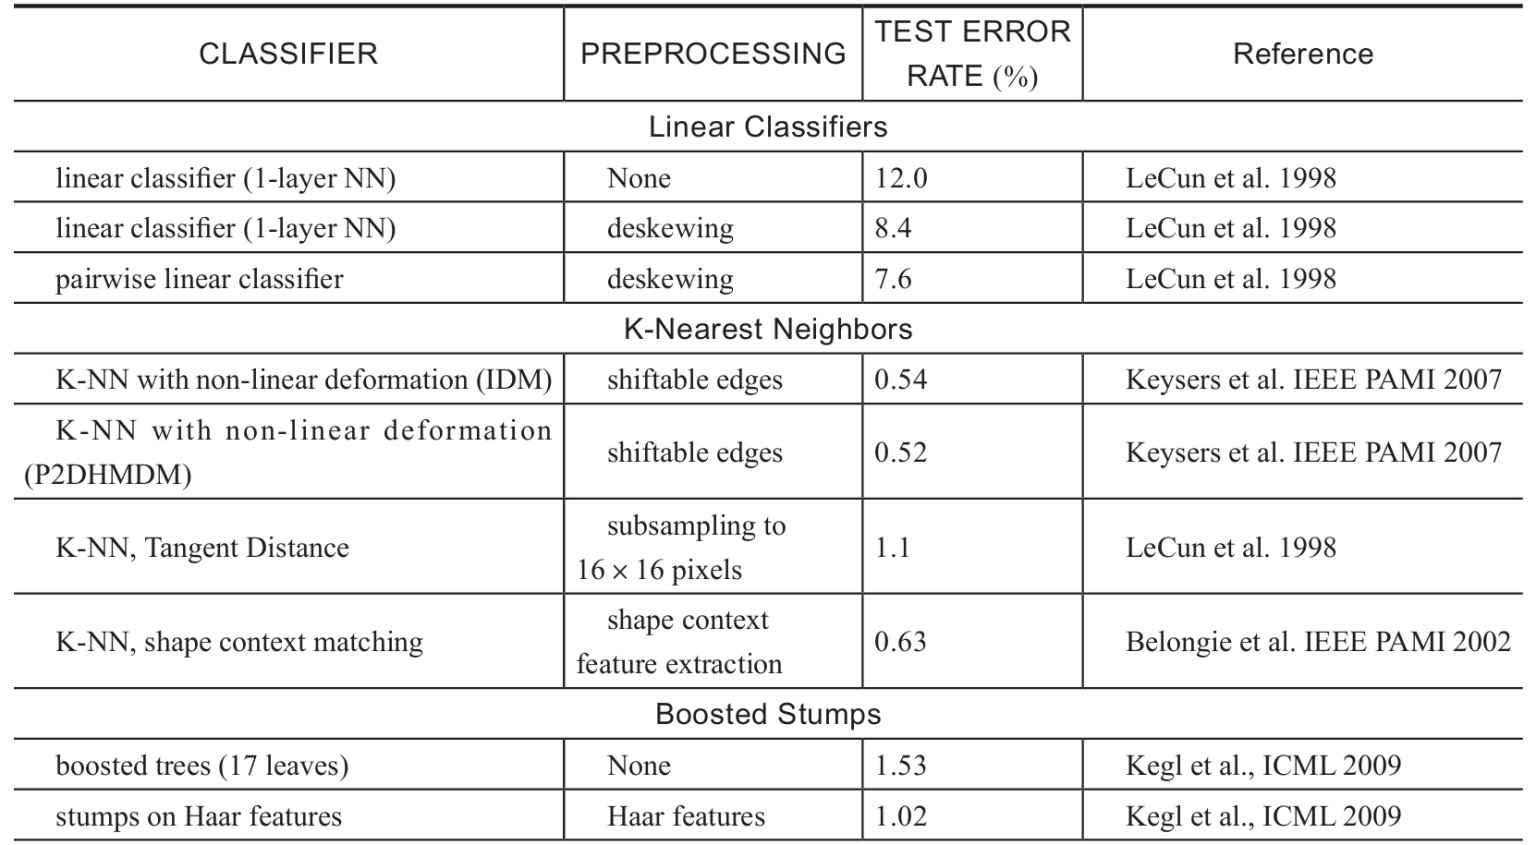 CLASSIFIER PREPROCESSING TEST ERROR RATE (%) Reference
Linear Classifiers
linear classifier (1-layer NN) None 12.0 LeCun et al. 1998
linear classifier (1-layer NN) deskewing 8.4 LeCun et al. 1998
pairwise linear classifier deskewing 7.6 LeCun et al. 1998
K-Nearest Neighbors
K-NN with non-linear deformation (IDM) shiftable edges 0.54 Keysers et al. IEEE PAMI 2007
K-NN with non-linear deformation
(P2DHMDM) shiftable edges 0.52 Keysers et al. IEEE PAMI 2007
K-NN, Tangent Distance subsampling to
16 × 16 pixels 1.1 LeCun et al. 1998
K-NN, shape context matching shape context
feature extraction 0.63 Belongie et al. IEEE PAMI 2002
Boosted Stumps
boosted trees (17 leaves) None 1.53 Kegl et al., ICML 2009
stumps on Haar features Haar features 1.02 Kegl et al., ICML 2009